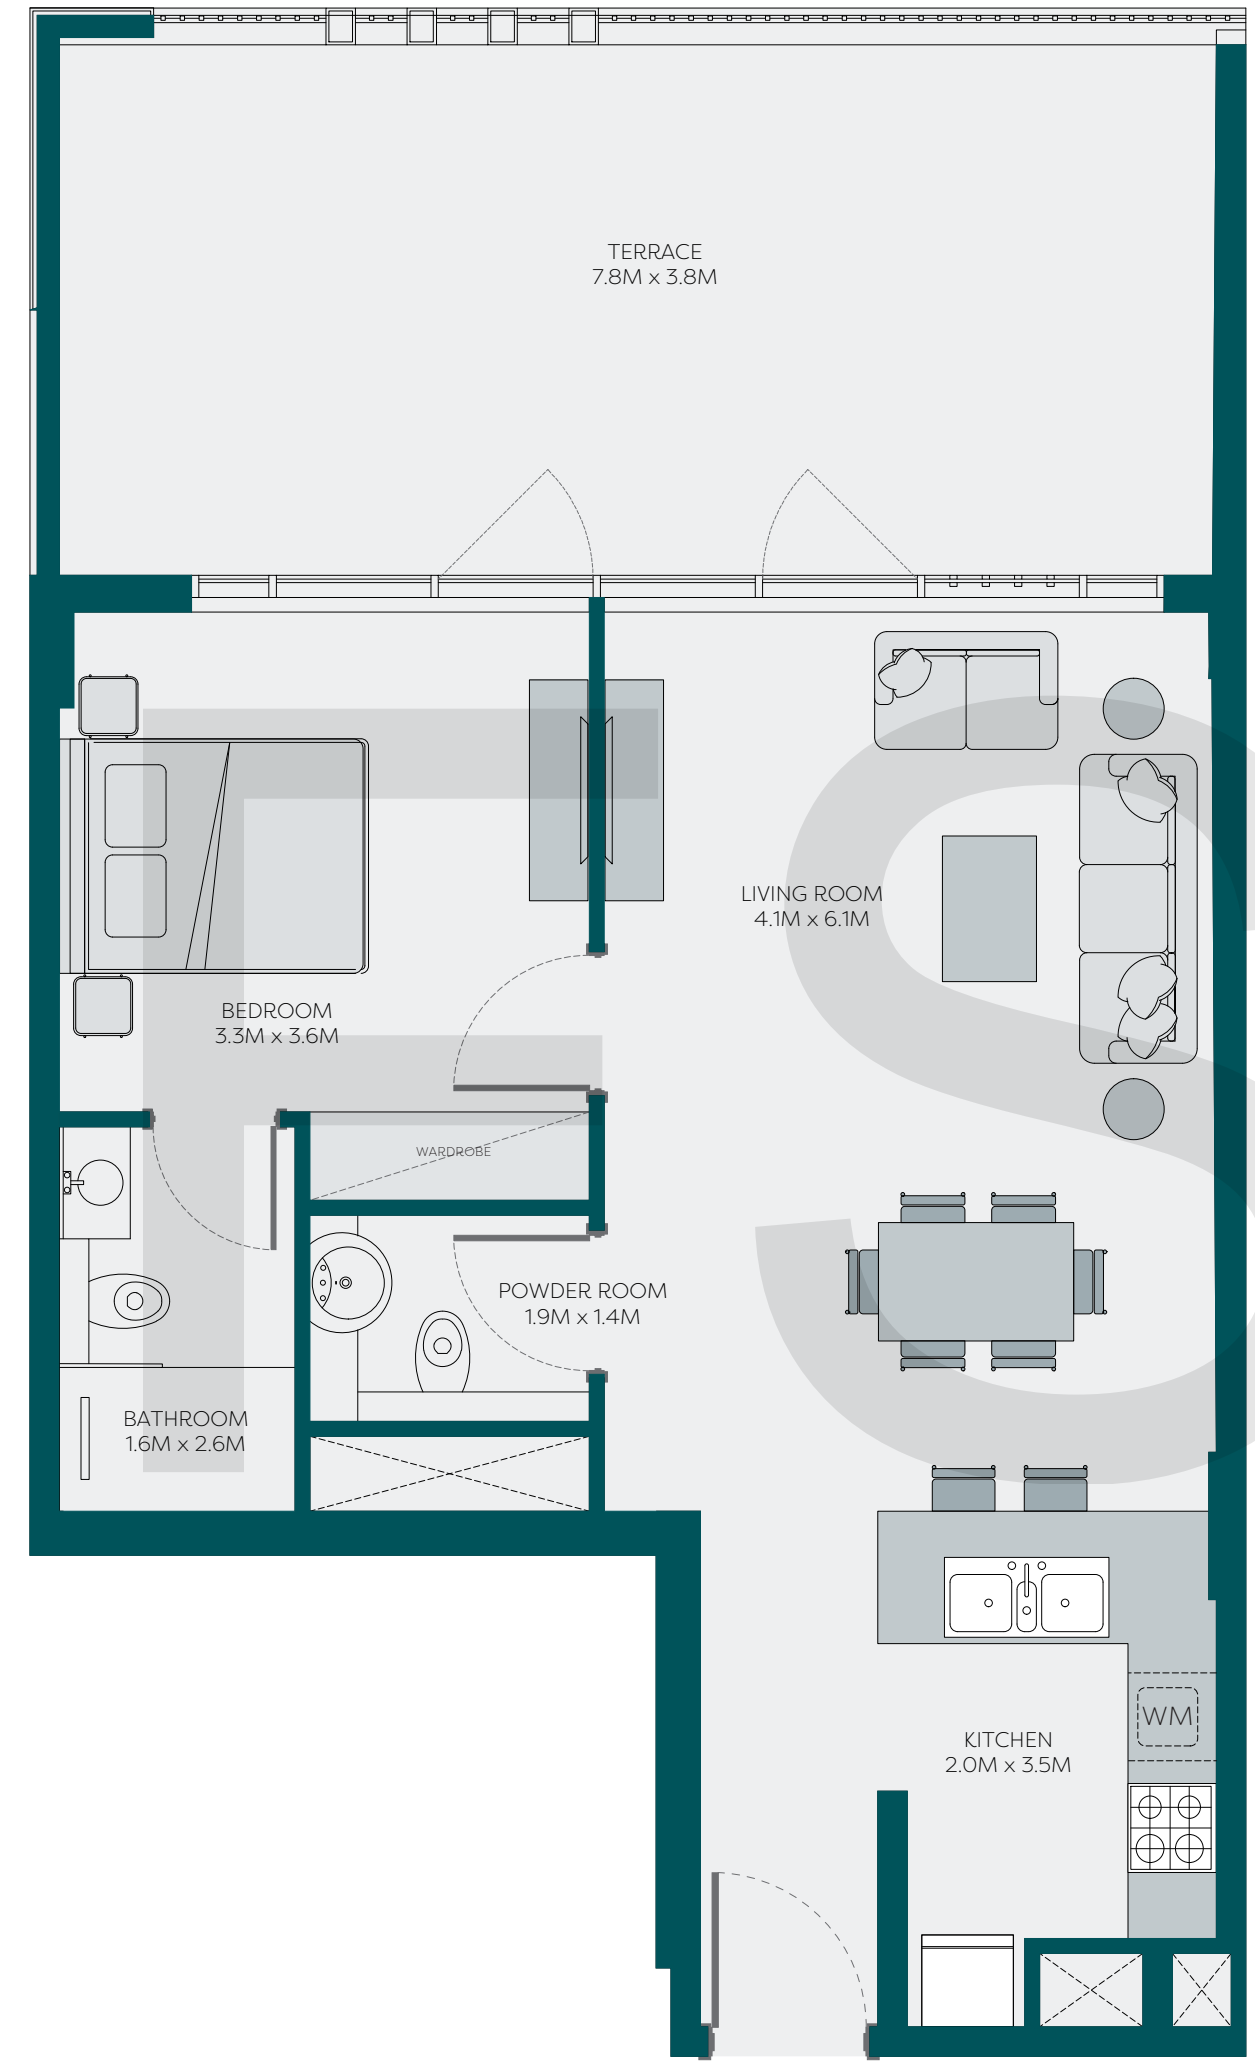 TERRACE
7.8M x 3.8M
LIVING ROOM
4.1M x 6.1M
BEDROOM
3.3M x 3.6M
WARDROBE
POWDER ROOM
1.9M x 1.4M
BATHROOM
1.6M x 2.6M
WM
KITCHEN
2.0M x 3.5M